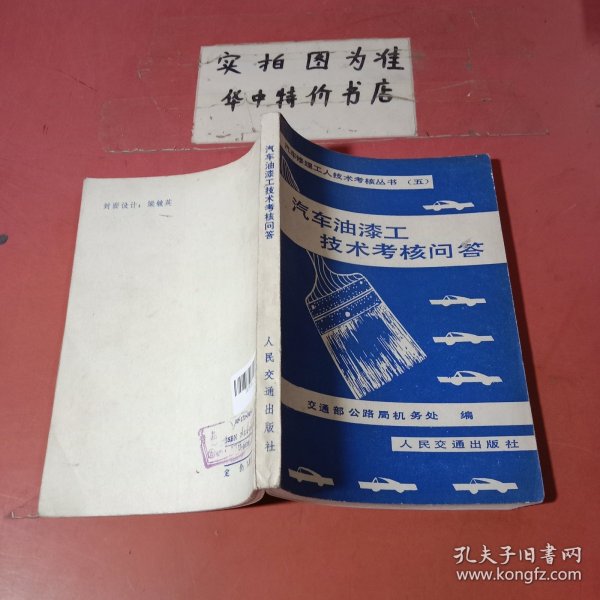 实拍图为准
华中特价书店
汽车修理工人技术考核丛书(五)
汽车油漆工
技术考核问答
交通部公路局机务处 编
人民交通出版社
汽车油漆工技术考核问答
人民交通出版社
封面设计:
孔夫子旧书网
www.kongfz.com